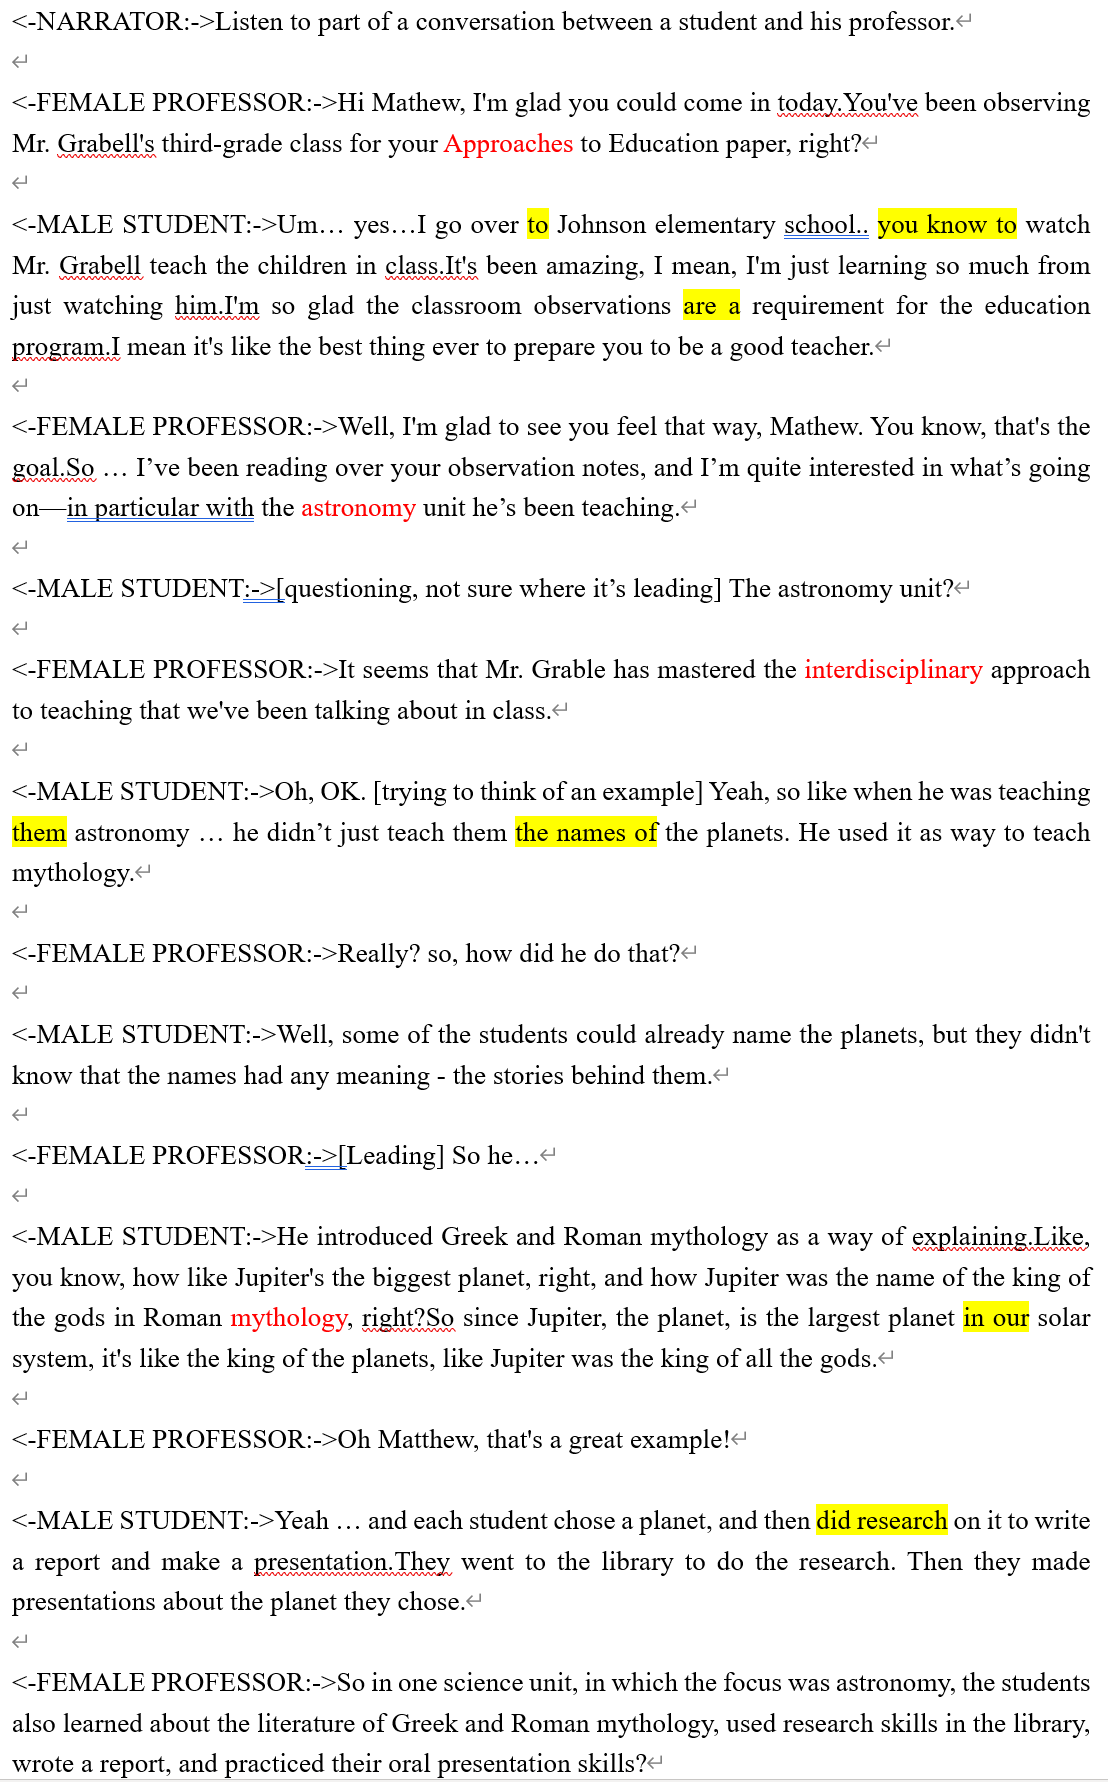 <-NARRATOR:->Listen to part of a conversation between a student and his professor.↵
↵
<-FEMALE PROFESSOR:->Hi Mathew, I'm glad you could come in today.You've been observing
Mr. Grabell's third-grade class for your Approaches to Education paper, right?↵
↵
<-MALE STUDENT:->Um… yes…I go over to Johnson elementary school.. you know to watch
Mr. Grabell teach the children in class.It's been amazing, I mean, I'm just learning so much from
just watching him.I'm so glad the classroom observations are a requirement for the education
program.I mean it's like the best thing ever to prepare you to be a good teacher.↵
↵
<-FEMALE PROFESSOR:->Well, I'm glad to see you feel that way, Mathew. You know, that's the
goal.So … I’ve been reading over your observation notes, and I’m quite interested in what’s going
on—in particular with the astronomy unit he’s been teaching.↵
↵
<-MALE STUDENT:->[questioning, not sure where it’s leading] The astronomy unit?↵
↵
<-FEMALE PROFESSOR:->It seems that Mr. Grable has mastered the interdisciplinary approach
to teaching that we've been talking about in class.↵
↵
<-MALE STUDENT:->Oh, OK. [trying to think of an example] Yeah, so like when he was teaching
them astronomy … he didn’t just teach them the names of the planets. He used it as way to teach
mythology.↵
↵
<-FEMALE PROFESSOR:->Really? so, how did he do that?↵
↵
<-MALE STUDENT:->Well, some of the students could already name the planets, but they didn't
know that the names had any meaning - the stories behind them.↵
↵
<-FEMALE PROFESSOR:->[Leading] So he…↵
↵
<-MALE STUDENT:->He introduced Greek and Roman mythology as a way of explaining.Like,
you know, how like Jupiter's the biggest planet, right, and how Jupiter was the name of the king of
the gods in Roman mythology, right?So since Jupiter, the planet, is the largest planet in our solar
system, it's like the king of the planets, like Jupiter was the king of all the gods.↵
↵
<-FEMALE PROFESSOR:->Oh Matthew, that's a great example!↵
↵
<-MALE STUDENT:->Yeah … and each student chose a planet, and then did research on it to write
a report and make a presentation.They went to the library to do the research. Then they made
presentations about the planet they chose.↵
↵
<-FEMALE PROFESSOR:->So in one science unit, in which the focus was astronomy, the students
also learned about the literature of Greek and Roman mythology, used research skills in the library,
wrote a report, and practiced their oral presentation skills?↵